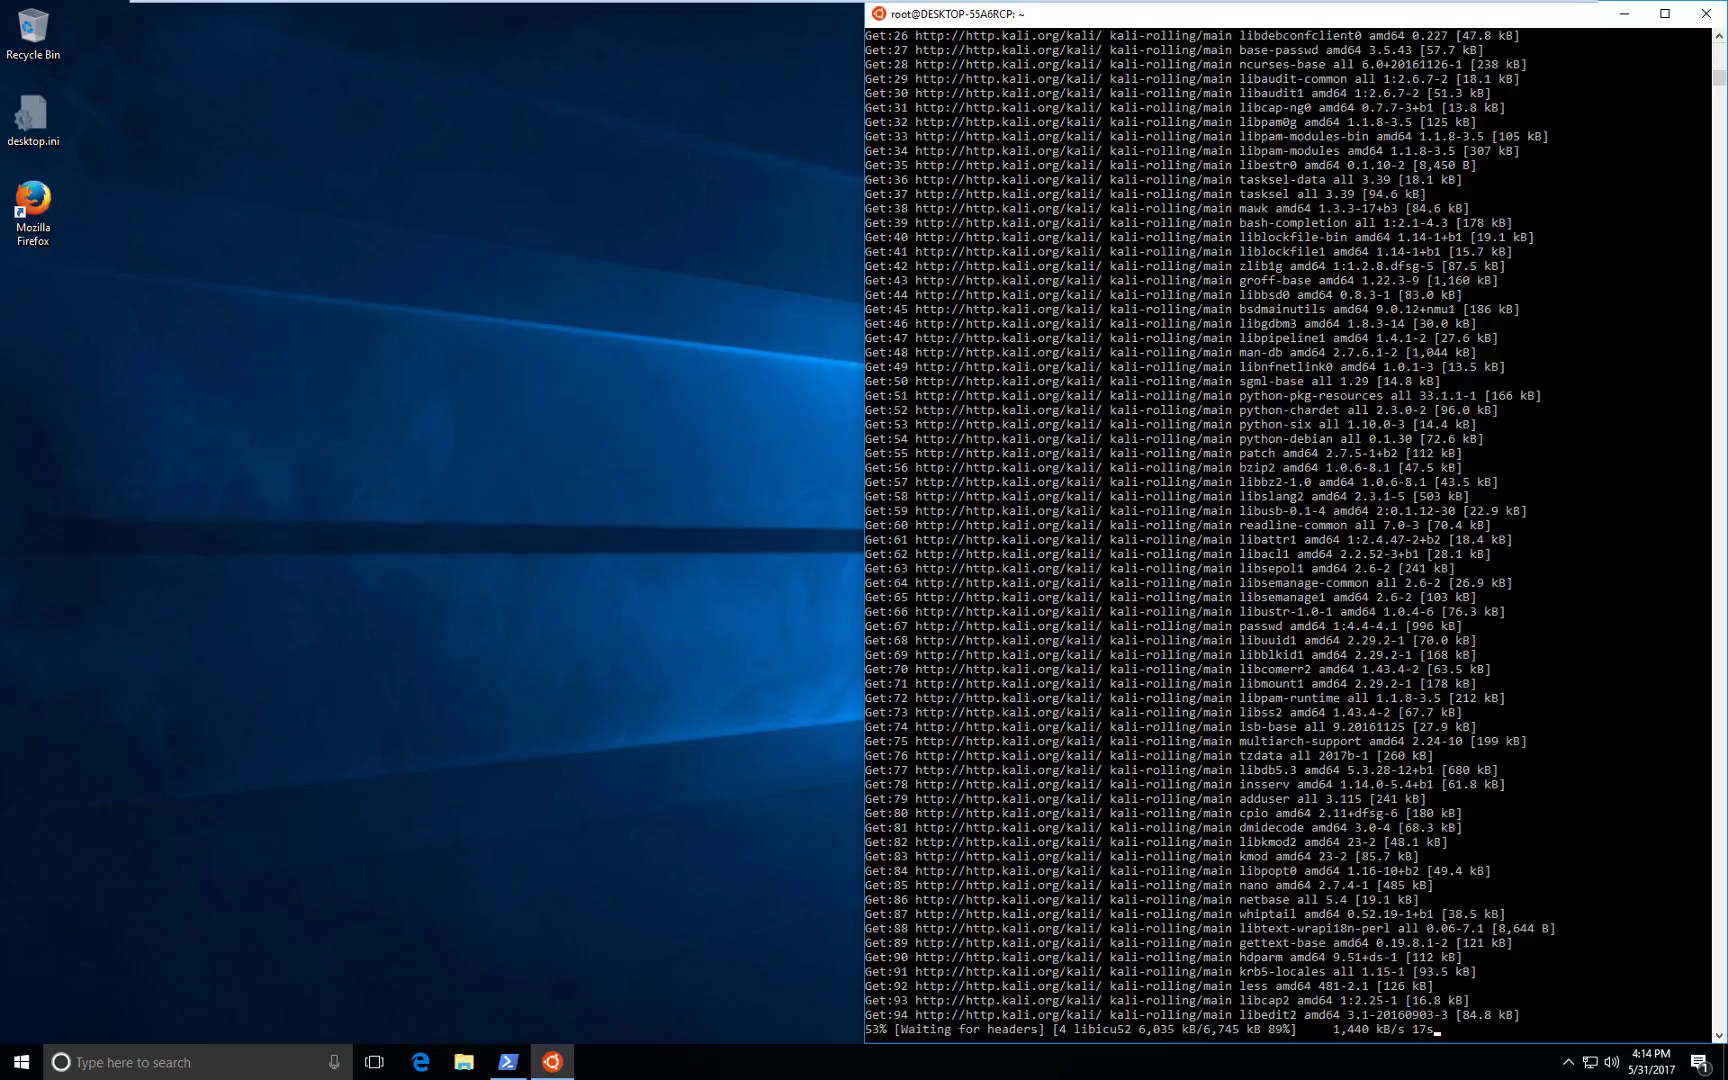 Recycle Bin
desktop.ini
Mozilla
Firefox
root@DESKTOP-55A6RCP: ~
Get:26 http://http.kali.org/kali/ kali-rolling/main libdebconfclient0 amd64 0.227 [47.8 kB]
Get:27 http://http.kali.org/kali/ kali-rolling/main base-passwd amd64 3.5.43 [57.7 kB]
Get:28 http://http.kali.org/kali/ kali-rolling/main ncurses-base all 6.0+20161126-1 [238 kB]
Get:29 http://http.kali.org/kali/ kali-rolling/main libaudit-common all 1:2.6.7-2 [18.1 kB]
Get:30 http://http.kali.org/kali/ kali-rolling/main libaudit1 amd64 1:2.6.7-2 [51.3 kB]
Get:31 http://http.kali.org/kali/ kali-rolling/main libcap-ng0 amd64 0.7.7-3+b1 [13.8 kB]
Get:32 http://http.kali.org/kali/ kali-rolling/main libpam0g amd64 1.1.8-3.5 [125 kB]
Get:33 http://http.kali.org/kali/ kali-rolling/main libpam-modules-bin amd64 1.1.8-3.5 [105 kB]
Get:34 http://http.kali.org/kali/ kali-rolling/main libpam-modules amd64 1.1.8-3.5 [307 kB]
Get:35 http://http.kali.org/kali/ kali-rolling/main libestr0 amd64 0.1.10-2 [8,450 B]
Get:36 http://http.kali.org/kali/ kali-rolling/main tasksel-data all 3.39 [18.1 kB]
Get:37 http://http.kali.org/kali/ kali-rolling/main tasksel all 3.39 [94.6 kB]
Get:38 http://http.kali.org/kali/ kali-rolling/main mawk amd64 1.3.3-17+b3 [84.6 kB]
Get:39 http://http.kali.org/kali/ kali-rolling/main bash-completion all 1:2.1-4.3 [178 kB]
Get:40 http://http.kali.org/kali/ kali-rolling/main liblockfile-bin amd64 1.14-1+b1 [19.1 kB]
Get:41 http://http.kali.org/kali/ kali-rolling/main liblockfile1 amd64 1.14-1+b1 [15.7 kB]
Get:42 http://http.kali.org/kali/ kali-rolling/main zlib1g amd64 1:1.2.8.dfsg-5 [87.5 kB]
Get:43 http://http.kali.org/kali/ kali-rolling/main groff-base amd64 1.22.3-9 [1,160 kB]
Get:44 http://http.kali.org/kali/ kali-rolling/main libbsd0 amd64 0.8.3-1 [83.0 kB]
Get:45 http://http.kali.org/kali/ kali-rolling/main bsdmainutils amd64 9.0.12+nmu1 [186 kB]
Get:46 http://http.kali.org/kali/ kali-rolling/main libgdbm3 amd64 1.8.3-14 [30.0 kB]
Get:47 http://http.kali.org/kali/ kali-rolling/main libpipeline1 amd64 1.4.1-2 [27.6 kB]
Get:48 http://http.kali.org/kali/ kali-rolling/main man-db amd64 2.7.6.1-2 [1,044 kB]
Get:49 http://http.kali.org/kali/ kali-rolling/main libnfnetlink0 amd64 1.0.1-3 [13.5 kB]
Get:50 http://http.kali.org/kali/ kali-rolling/main sgml-base all 1.29 [14.8 kB]
Get:51 http://http.kali.org/kali/ kali-rolling/main python-pkg-resources all 33.1.1-1 [166 kB]
Get:52 http://http.kali.org/kali/ kali-rolling/main python-chardet all 2.3.0-2 [96.0 kB]
Get:53 http://http.kali.org/kali/ kali-rolling/main python-six all 1.10.0-3 [14.4 kB]
Get:54 http://http.kali.org/kali/ kali-rolling/main python-debian all 0.1.30 [72.6 kB]
Get:55 http://http.kali.org/kali/ kali-rolling/main patch amd64 2.7.5-1+b2 [112 kB]
Get:56 http://http.kali.org/kali/ kali-rolling/main bzip2 amd64 1.0.6-8.1 [47.5 kB]
Get:57 http://http.kali.org/kali/ kali-rolling/main libbz2-1.0 amd64 1.0.6-8.1 [43.5 kB]
Get:58 http://http.kali.org/kali/ kali-rolling/main libslang2 amd64 2.3.1-5 [503 kB]
Get:59 http://http.kali.org/kali/ kali-rolling/main libusb-0.1-4 amd64 2:0.1.12-30 [22.9 kB]
Get:60 http://http.kali.org/kali/ kali-rolling/main readline-common all 7.0-3 [70.4 kB]
Get:61 http://http.kali.org/kali/ kali-rolling/main libattr1 amd64 1:2.4.47-2+b2 [18.4 kB]
Get:62 http://http.kali.org/kali/ kali-rolling/main libacl1 amd64 2.2.52-3+b1 [28.1 kB]
Get:63 http://http.kali.org/kali/ kali-rolling/main libsepol1 amd64 2.6-2 [241 kB]
Get:64 http://http.kali.org/kali/ kali-rolling/main libsemanage-common all 2.6-2 [26.9 kB]
Get:65 http://http.kali.org/kali/ kali-rolling/main libsemanage1 amd64 2.6-2 [103 kB]
Get:66 http://http.kali.org/kali/ kali-rolling/main libustr-1.0-1 amd64 1.0.4-6 [76.3 kB]
Get:67 http://http.kali.org/kali/ kali-rolling/main passwd amd64 1:4.4-4.1 [996 kB]
Get:68 http://http.kali.org/kali/ kali-rolling/main libuuid1 amd64 2.29.2-1 [70.0 kB]
Get:69 http://http.kali.org/kali/ kali-rolling/main libblkid1 amd64 2.29.2-1 [168 kB]
Get:70 http://http.kali.org/kali/ kali-rolling/main libcomerr2 amd64 1.43.4-2 [63.5 kB]
Get:71 http://http.kali.org/kali/ kali-rolling/main libmount1 amd64 2.29.2-1 [178 kB]
Get:72 http://http.kali.org/kali/ kali-rolling/main libpam-runtime all 1.1.8-3.5 [212 kB]
Get:73 http://http.kali.org/kali/ kali-rolling/main libss2 amd64 1.43.4-2 [67.7 kB]
Get:74 http://http.kali.org/kali/ kali-rolling/main lsb-base all 9.20161125 [27.9 kB]
Get:75 http://http.kali.org/kali/ kali-rolling/main multiarch-support amd64 2.24-10 [199 kB]
Get:76 http://http.kali.org/kali/ kali-rolling/main tzdata all 2017b-1 [260 kB]
Get:77 http://http.kali.org/kali/ kali-rolling/main libdb5.3 amd64 5.3.28-12+b1 [680 kB]
Get:78 http://http.kali.org/kali/ kali-rolling/main insserv amd64 1.14.0-5.4+b1 [61.8 kB]
Get:79 http://http.kali.org/kali/ kali-rolling/main adduser all 3.115 [241 kB]
Get:80 http://http.kali.org/kali/ kali-rolling/main cpio amd64 2.11+dfsg-6 [180 kB]
Get:81 http://http.kali.org/kali/ kali-rolling/main dmidecode amd64 3.0-4 [68.3 kB]
Get:82 http://http.kali.org/kali/ kali-rolling/main libkmod2 amd64 23-2 [48.1 kB]
Get:83 http://http.kali.org/kali/ kali-rolling/main kmod amd64 23-2 [85.7 kB]
Get:84 http://http.kali.org/kali/ kali-rolling/main libpopt0 amd64 1.16-10+b2 [49.4 kB]
Get:85 http://http.kali.org/kali/ kali-rolling/main nano amd64 2.7.4-1 [485 kB]
Get:86 http://http.kali.org/kali/ kali-rolling/main netbase all 5.4 [19.1 kB]
Get:87 http://http.kali.org/kali/ kali-rolling/main whiptail amd64 0.52.19-1+b1 [38.5 kB]
Get:88 http://http.kali.org/kali/ kali-rolling/main libtext-wrapi18n-perl all 0.06-7.1 [8,644 B]
Get:89 http://http.kali.org/kali/ kali-rolling/main gettext-base amd64 0.19.8.1-2 [121 kB]
Get:90 http://http.kali.org/kali/ kali-rolling/main hdparm amd64 9.51+ds-1 [112 kB]
Get:91 http://http.kali.org/kali/ kali-rolling/main krb5-locales all 1.15-1 [93.5 kB]
Get:92 http://http.kali.org/kali/ kali-rolling/main less amd64 481-2.1 [126 kB]
Get:93 http://http.kali.org/kali/ kali-rolling/main libcap2 amd64 1:2.25-1 [16.8 kB]
Get:94 http://http.kali.org/kali/ kali-rolling/main libedit2 amd64 3.1-20160903-3 [84.8 kB]
53% [Waiting for headers] [4 libicu52 6,035 kB/6,745 kB 89%] 1,440 kB/s 17s
Type here to search
4:14 PM
5/31/2017
1